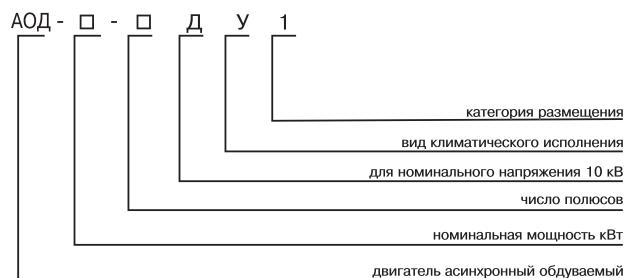 АОД - □ - □ Д У 1
категория размещения
вид климатического исполнения
для номинального напряжения 10 кВ
число полюсов
номинальная мощность кВт
двигатель асинхронный обдуваемый